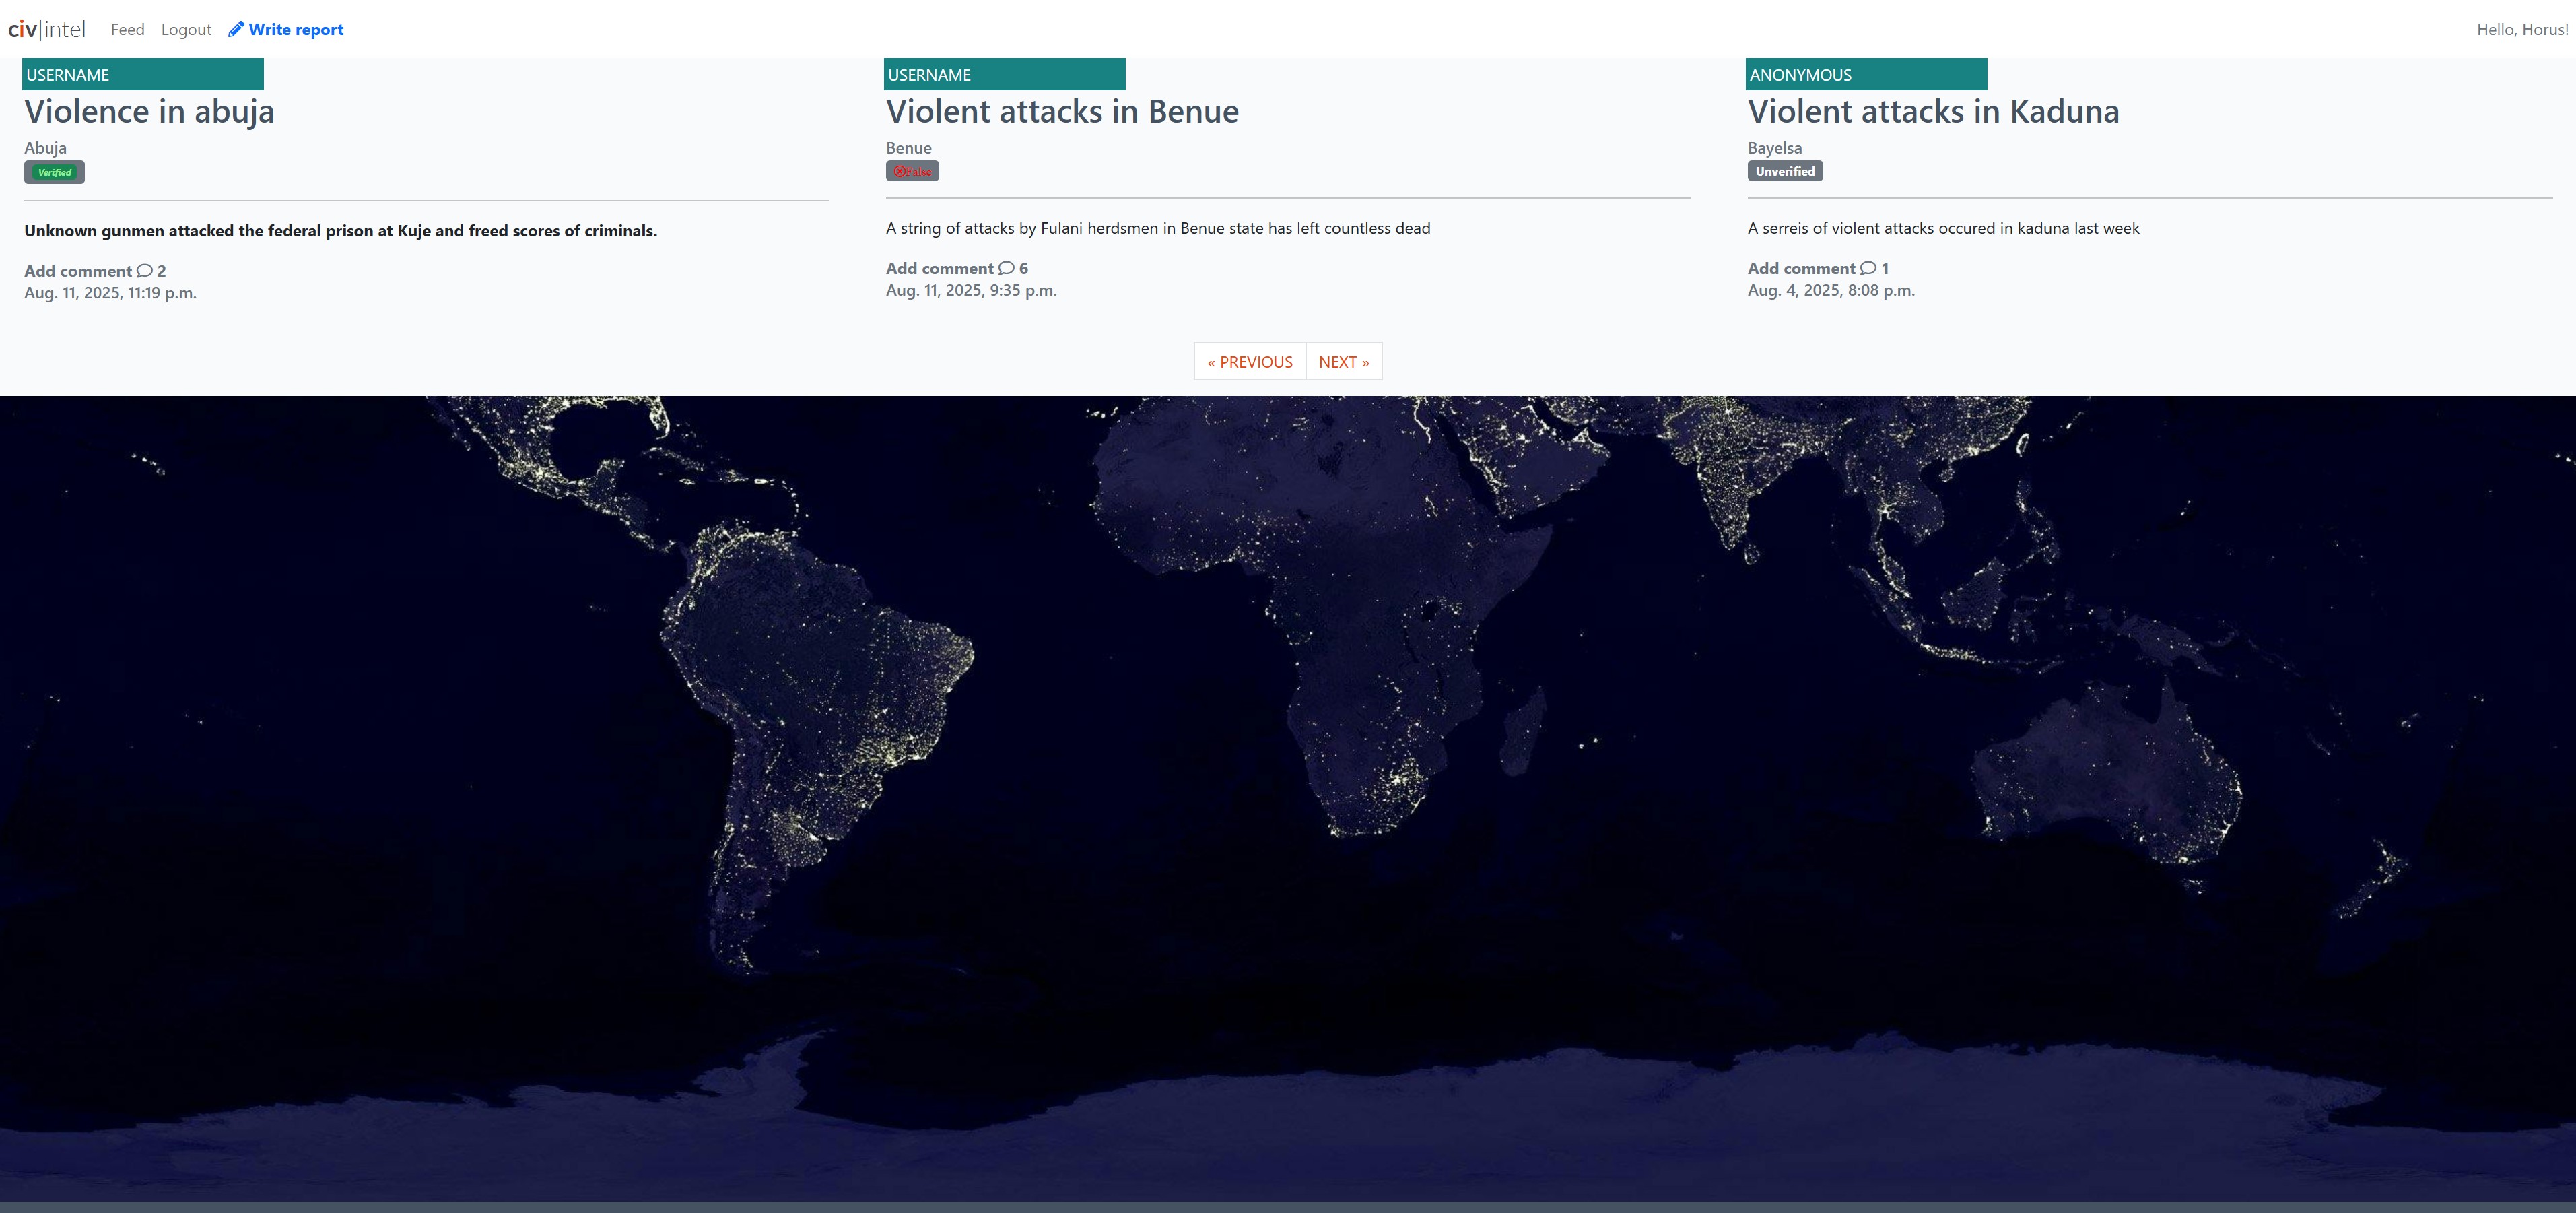 civ|intel Feed Logout Write report Hello, Horus!
USERNAME
Violence in abuja
Abuja
Verified
Unknown gunmen attacked the federal prison at Kuje and freed scores of criminals.
Add comment 2
Aug. 11, 2025, 11:19 p.m.
USERNAME
Violent attacks in Benue
Benue
False
A string of attacks by Fulani herdsmen in Benue state has left countless dead
Add comment 6
Aug. 11, 2025, 9:35 p.m.
ANONYMOUS
Violent attacks in Kaduna
Bayelsa
Unverified
A serreis of violent attacks occured in kaduna last week
Add comment 1
Aug. 4, 2025, 8:08 p.m.
« PREVIOUS NEXT »